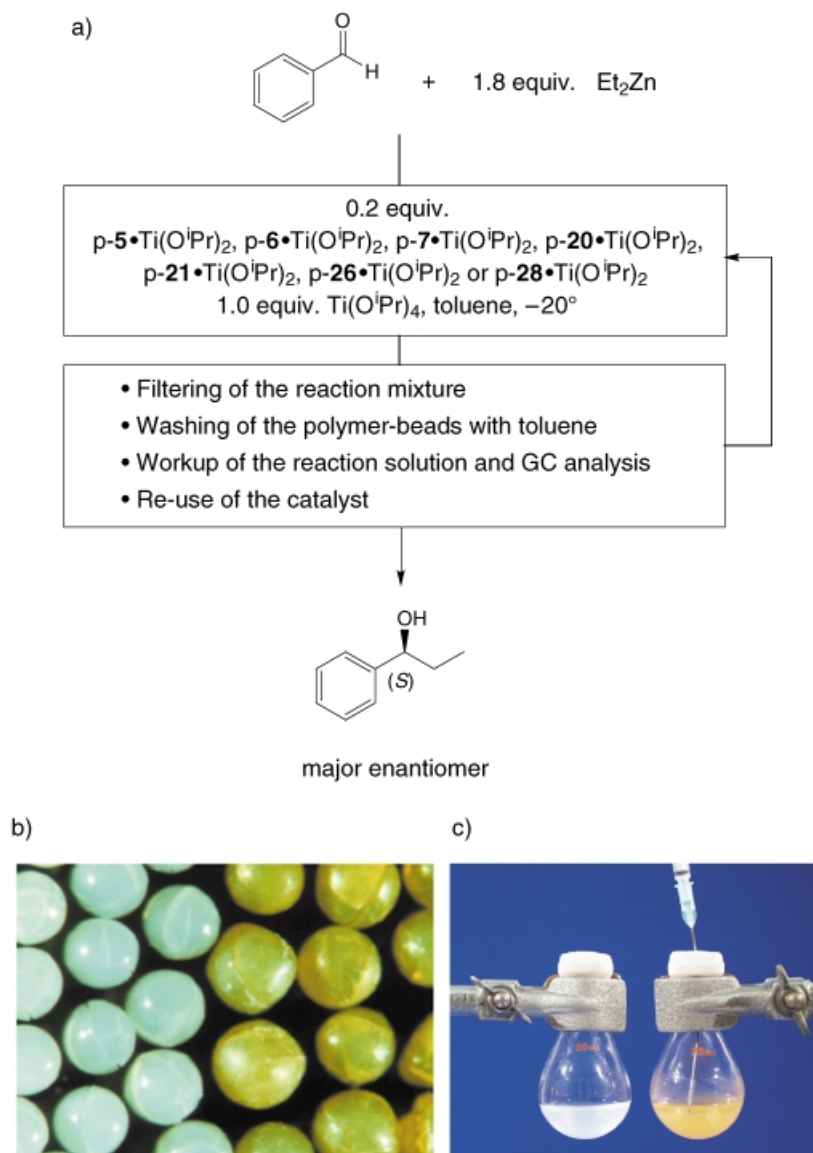 a)
O
H
+ 1.8 equiv. Et₂Zn
0.2 equiv.
p-5•Ti(OⁱPr)₂, p-6•Ti(OⁱPr)₂, p-7•Ti(OⁱPr)₂, p-20•Ti(OⁱPr)₂,
p-21•Ti(OⁱPr)₂, p-26•Ti(OⁱPr)₂ or p-28•Ti(OⁱPr)₂
1.0 equiv. Ti(OⁱPr)₄, toluene, –20°
• Filtering of the reaction mixture
• Washing of the polymer-beads with toluene
• Workup of the reaction solution and GC analysis
• Re-use of the catalyst
OH
(S)
major enantiomer
b)
c)